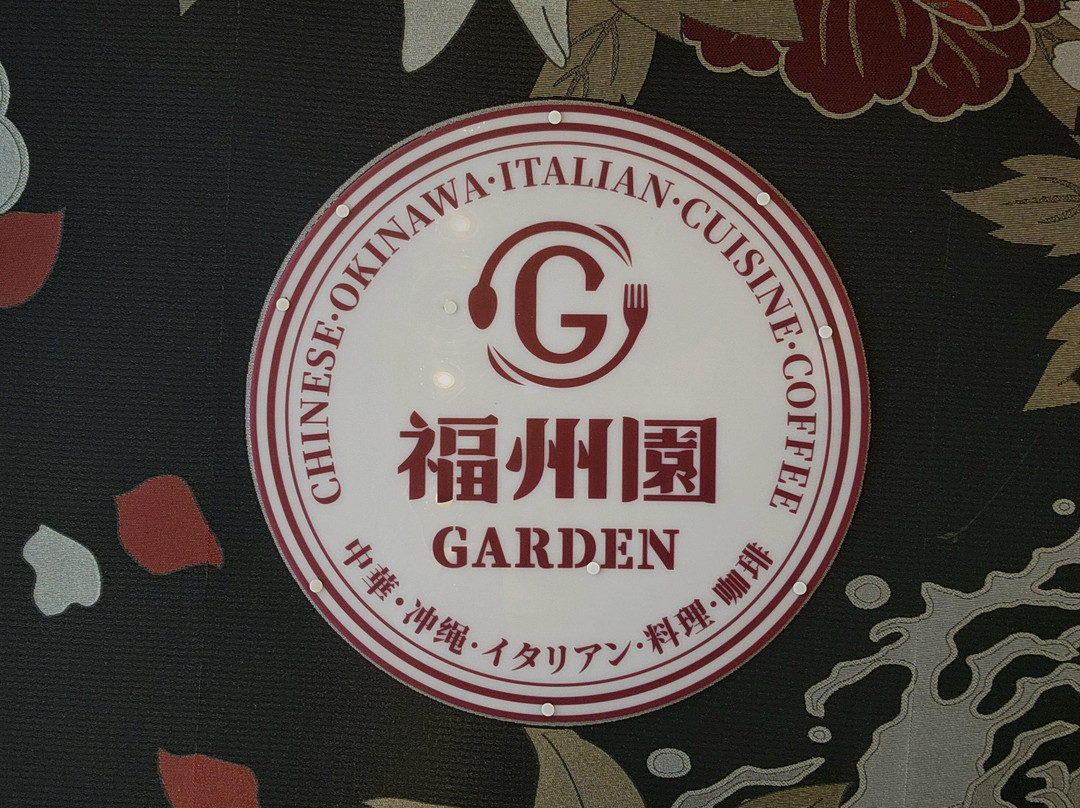 CHINESE·OKINAWA·ITALIAN·CUISINE·COFFEE
G
福州園
GARDEN
中華·冲绳·イタリアン·料理·咖啡